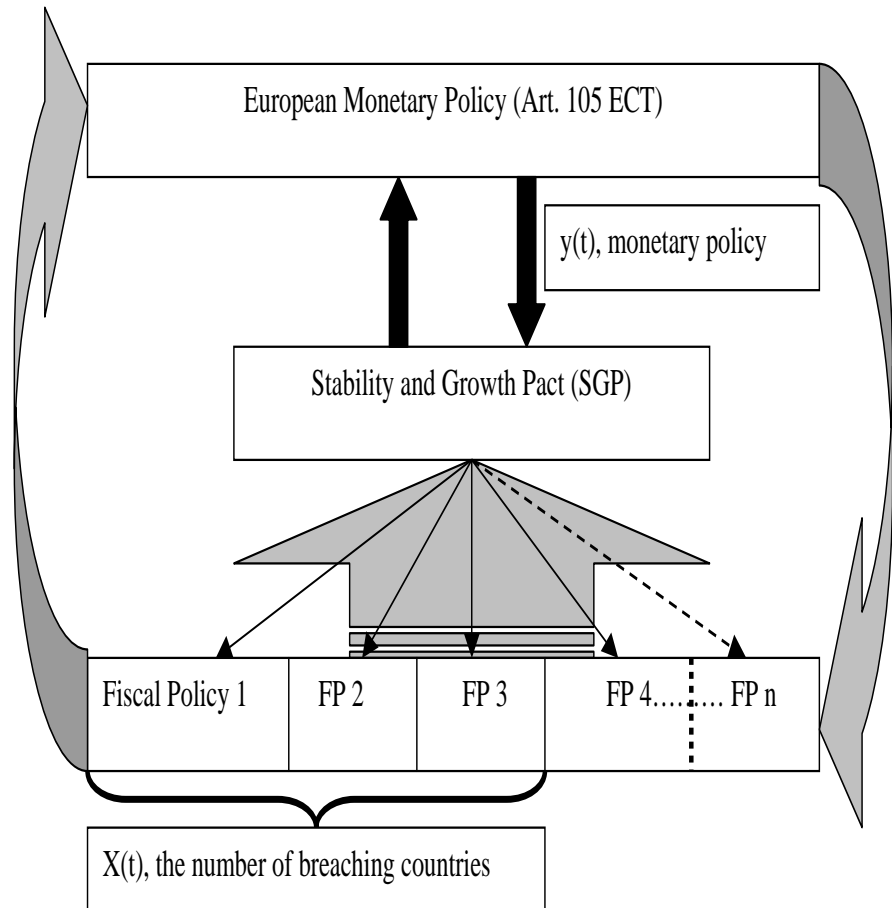 European Monetary Policy (Art. 105 ECT)
y(t), monetary policy
Stability and Growth Pact (SGP)
Fiscal Policy 1 FP 2 FP 3 FP 4……… FP n
X(t), the number of breaching countries